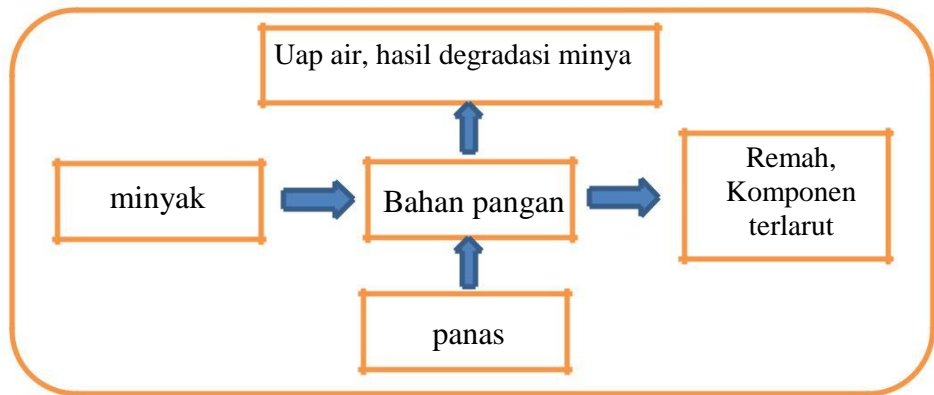 Uap air, hasil degradasi minya
minyak
Bahan pangan
Remah,
Komponen
terlarut
panas